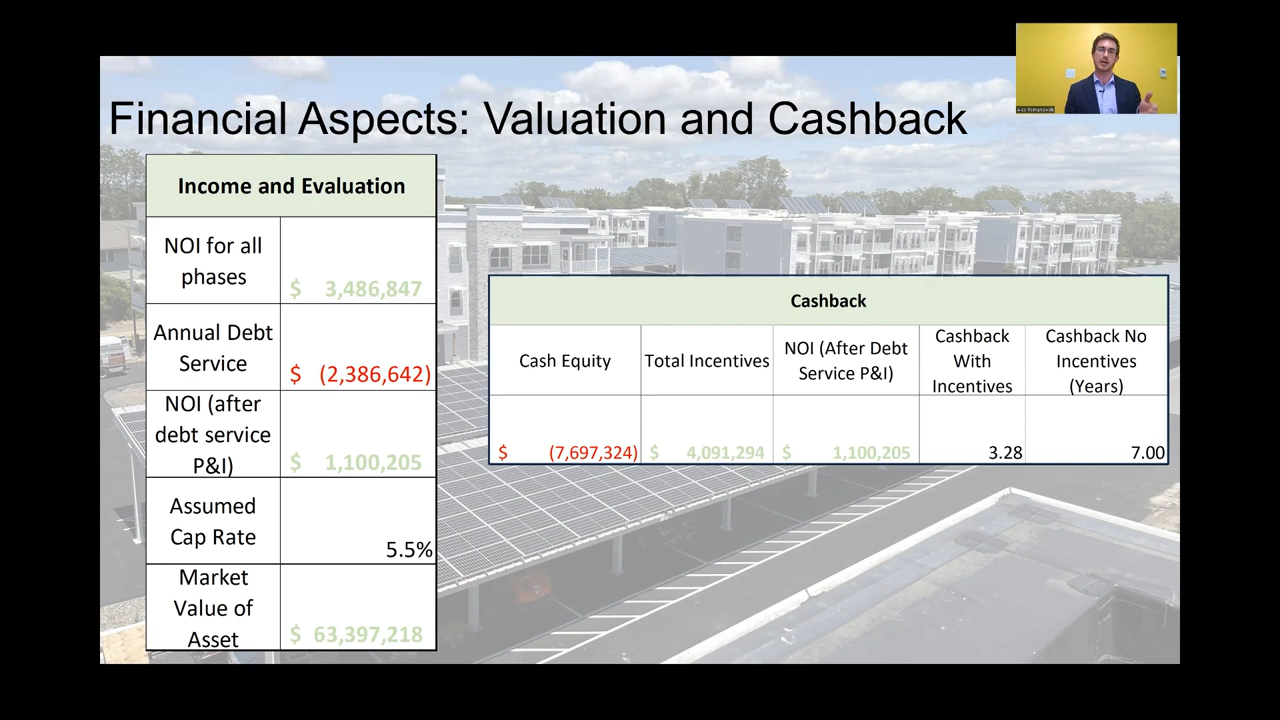 Financial Aspects: Valuation and Cashback
Income and Evaluation
NOI for all
phases
$ 3,486,847
Annual Debt
Service
$ (2,386,642)
NOI (after
debt service
P&I)
$ 1,100,205
Assumed
Cap Rate
5.5%
Market
Value of
Asset
$ 63,397,218
Cashback
Cash Equity
Total Incentives
NOI (After Debt
Service P&I)
Cashback
With
Incentives
Cashback No
Incentives
(Years)
$ (7,697,324)
$ 4,091,294
$ 1,100,205
3.28
7.00